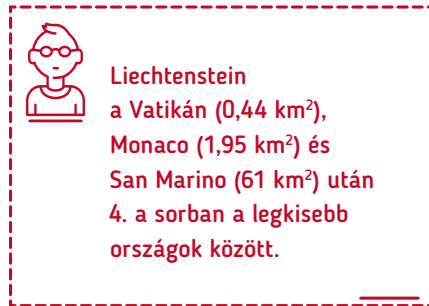 Liechtenstein
a Vatikán (0,44 km²),
Monaco (1,95 km²) és
San Marino (61 km²) után
4. a sorban a legkisebb
országok között.